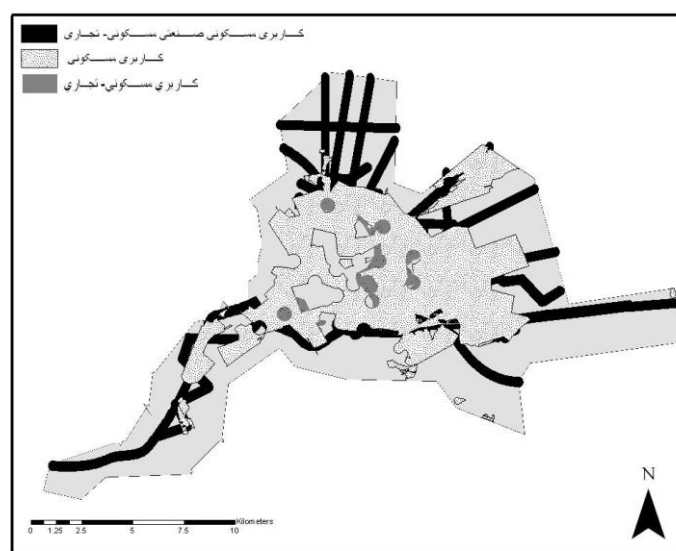 کاربری مسکونی صنعتی مسکونی- تجاری
کاربری مسکونی
کاربري مسکوني- تجاري
N
Kilometers
0 1.25 2.5 5 7.5 10